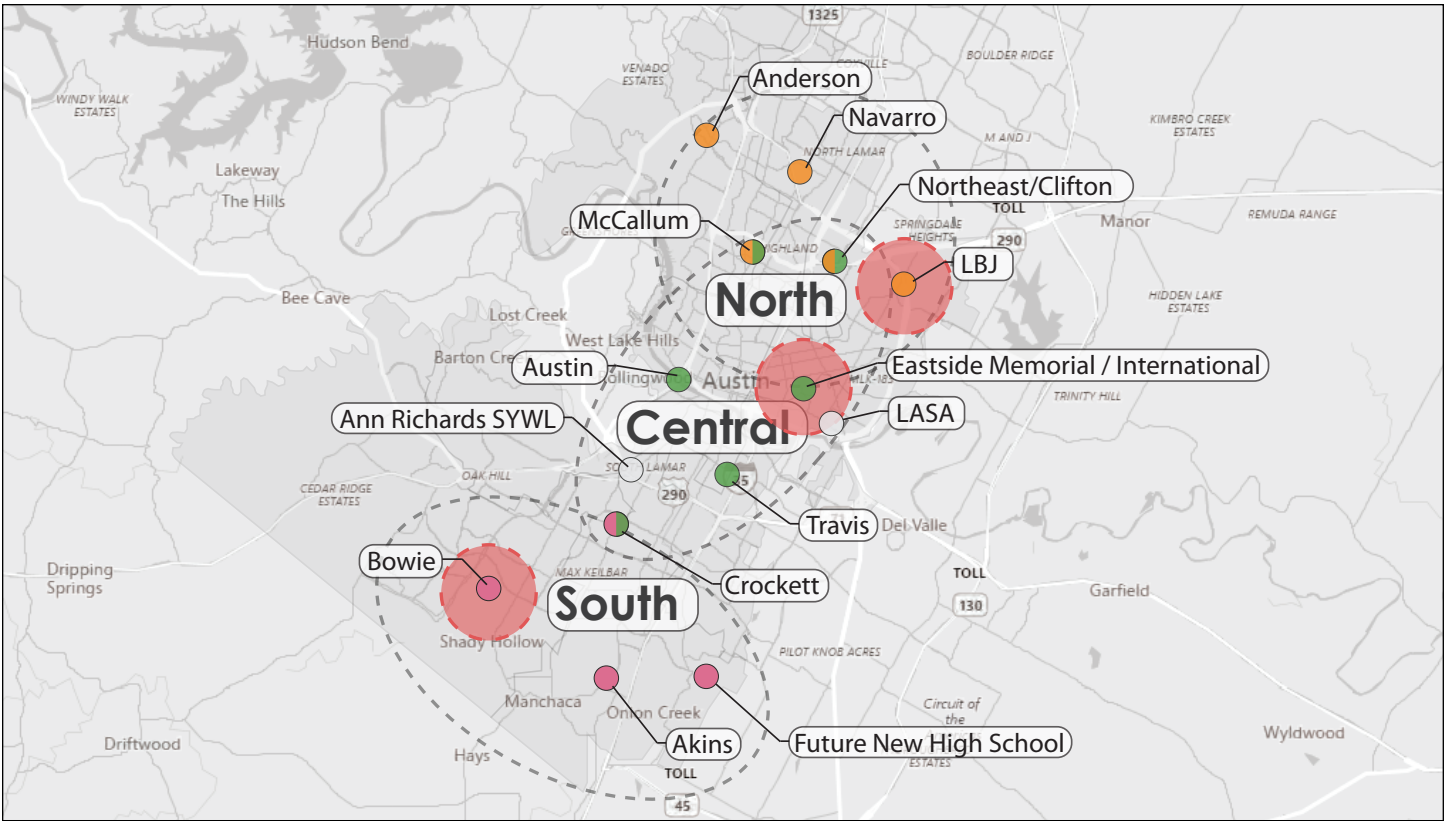 1325
Hudson Bend
BOULDER RIDGE
VENADO
ESTATES
Anderson
WINDY WALK
ESTATES
Navarro
KIMBRO CREEK
ESTATES
M AND J
NORTH LAMAR
Lakeway
Northeast/Clifton
The Hills
TOLL
McCallum
Manor
REMUDA RANGE
SPRINGDALE
HEIGHTS
290
LBJ
North
Bee Cave
HIDDEN LAKE
ESTATES
Lost Creek
West Lake Hills
Austin
Eastside Memorial / International
Austin
TRINITY HILL
Ann Richards SYWL
LASA
Central
OAK HILL
CEDAR RIDGE
ESTATES
290
Travis
Del Valle
Bowie
MAX KEILBAR
Dripping
Springs
TOLL
Crockett
Garfield
South
130
Shady Hollow
PILOT KNOB ACRES
Manchaca
Onion Creek
Circuit of
the
Akins
Future New High School
Wyldwood
Driftwood
Hays
ESTATES
TOLL
45